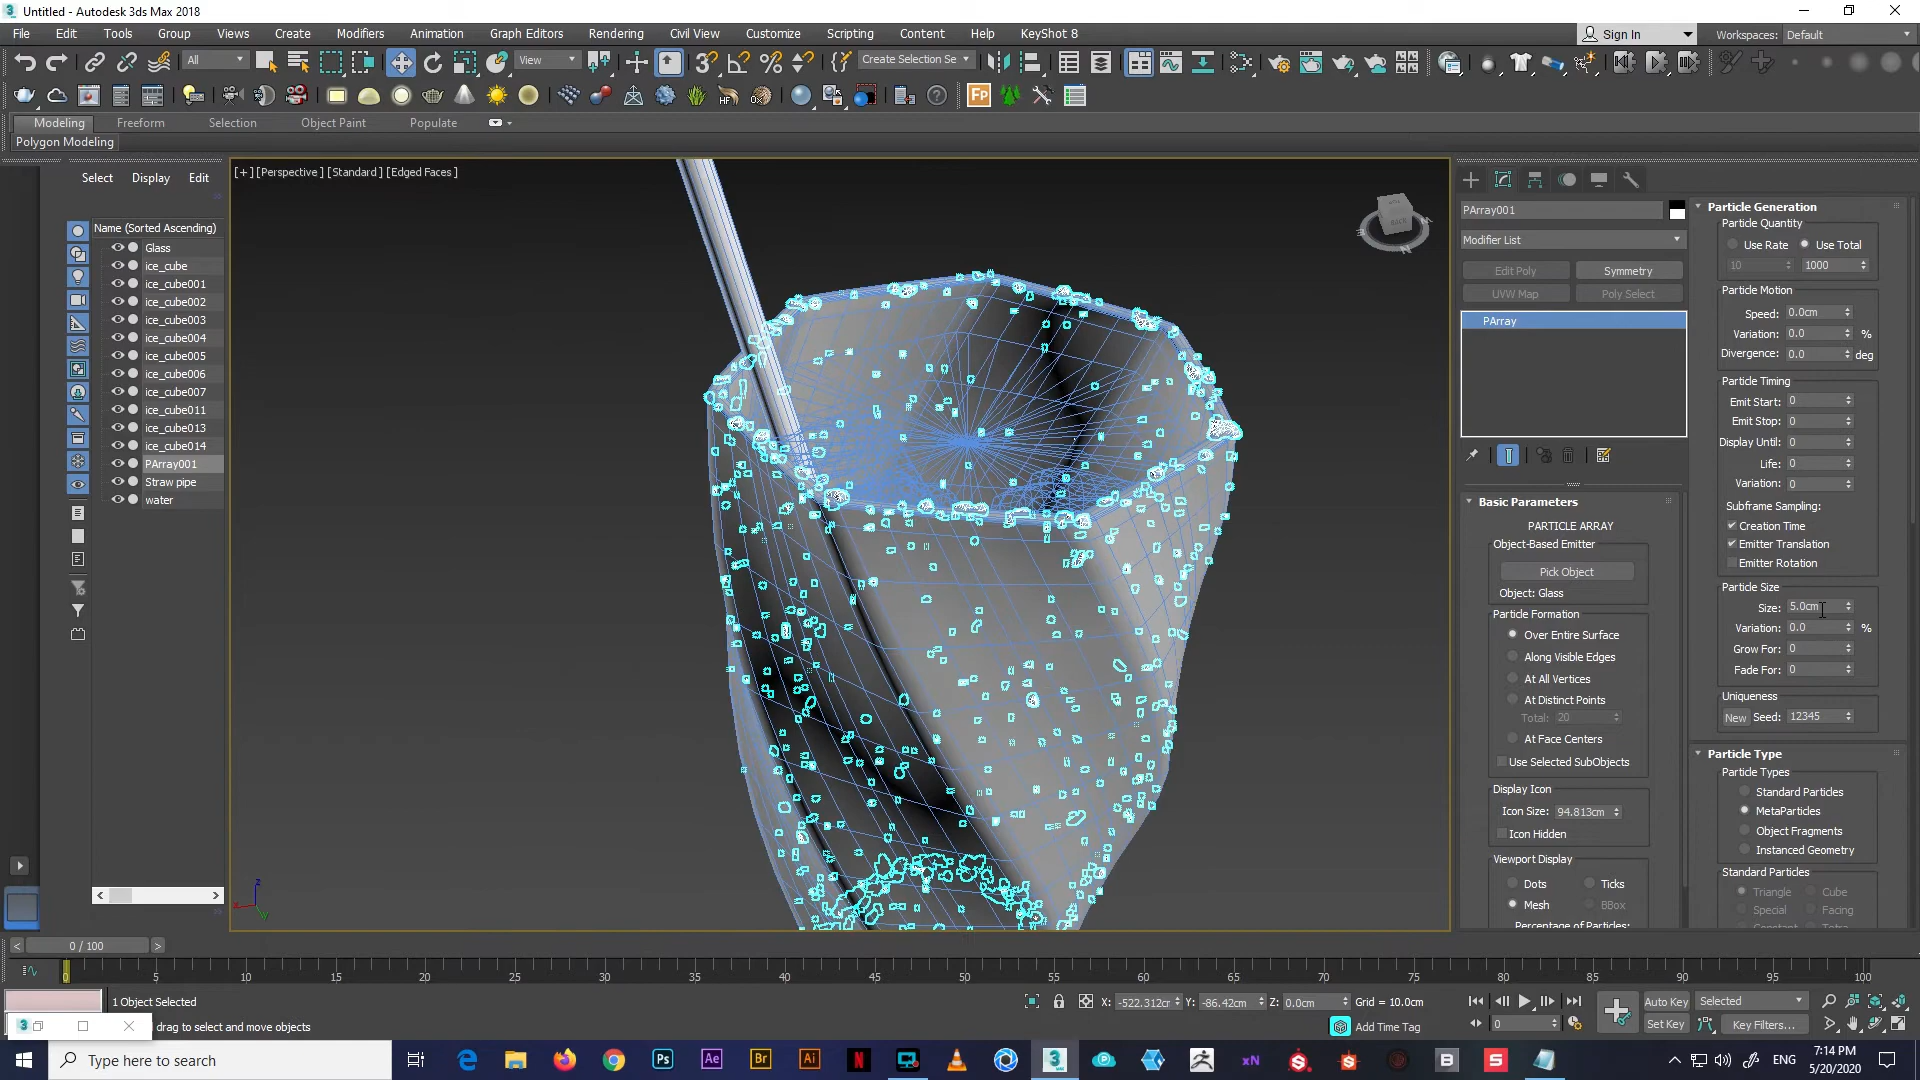 Untitled - Autodesk 3ds Max 2018
File Edit Tools Group Views Create Modifiers Animation Graph Editors Rendering Civil View Customize Scripting Content Help KeyShot 8
Sign In
Workspaces: Default
All
View
Create Selection Se
Modeling Freeform Selection Object Paint Populate
Polygon Modeling
Select Display Edit
Name (Sorted Ascending)
Glass
ice_cube
ice_cube001
ice_cube002
ice_cube003
ice_cube004
ice_cube005
ice_cube006
ice_cube007
ice_cube011
ice_cube013
ice_cube014
PArray001
Straw pipe
water
[+] [Perspective] [Standard] [Edged Faces]
BACK
PArray001
Modifier List
Edit Poly Symmetry
UVW Map Poly Select
PArray
Basic Parameters
PARTICLE ARRAY
Object-Based Emitter
Pick Object
Object: Glass
Particle Formation
Over Entire Surface
Along Visible Edges
At All Vertices
At Distinct Points
Total: 20
At Face Centers
Use Selected SubObjects
Display Icon
Icon Size: 94.813cm
Icon Hidden
Viewport Display
Dots Ticks
Mesh BBox
Percentage of Particles:
Particle Generation
Particle Quantity
Use Rate Use Total
10 1000
Particle Motion
Speed: 0.0cm
Variation: 0.0 %
Divergence: 0.0 deg
Particle Timing
Emit Start: 0
Emit Stop: 0
Display Until: 0
Life: 0
Variation: 0
Subframe Sampling:
Creation Time
Emitter Translation
Emitter Rotation
Particle Size
Size: 5.0cm
Variation: 0.0 %
Grow For: 0
Fade For: 0
Uniqueness
New Seed: 12345
Particle Type
Particle Types
Standard Particles
MetaParticles
Object Fragments
Instanced Geometry
Standard Particles
Triangle Cube
Special Facing
Constant Tetra
0 / 100
0 5 10 15 20 25 30 35 40 45 50 55 60 65 70 75 80 85 90 95 100
1 Object Selected
drag to select and move objects
X: -522.312cm Y: -86.42cm Z: 0.0cm Grid = 10.0cm
Add Time Tag
Auto Key Selected
Set Key Key Filters...
0
Type here to search
ENG
7:14 PM
5/20/2020